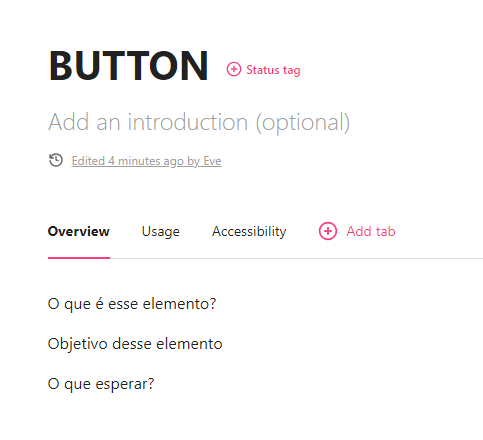 BUTTON
Status tag
Add an introduction (optional)
Edited 4 minutes ago by Eve
Overview Usage Accessibility Add tab
O que é esse elemento?
Objetivo desse elemento
O que esperar?